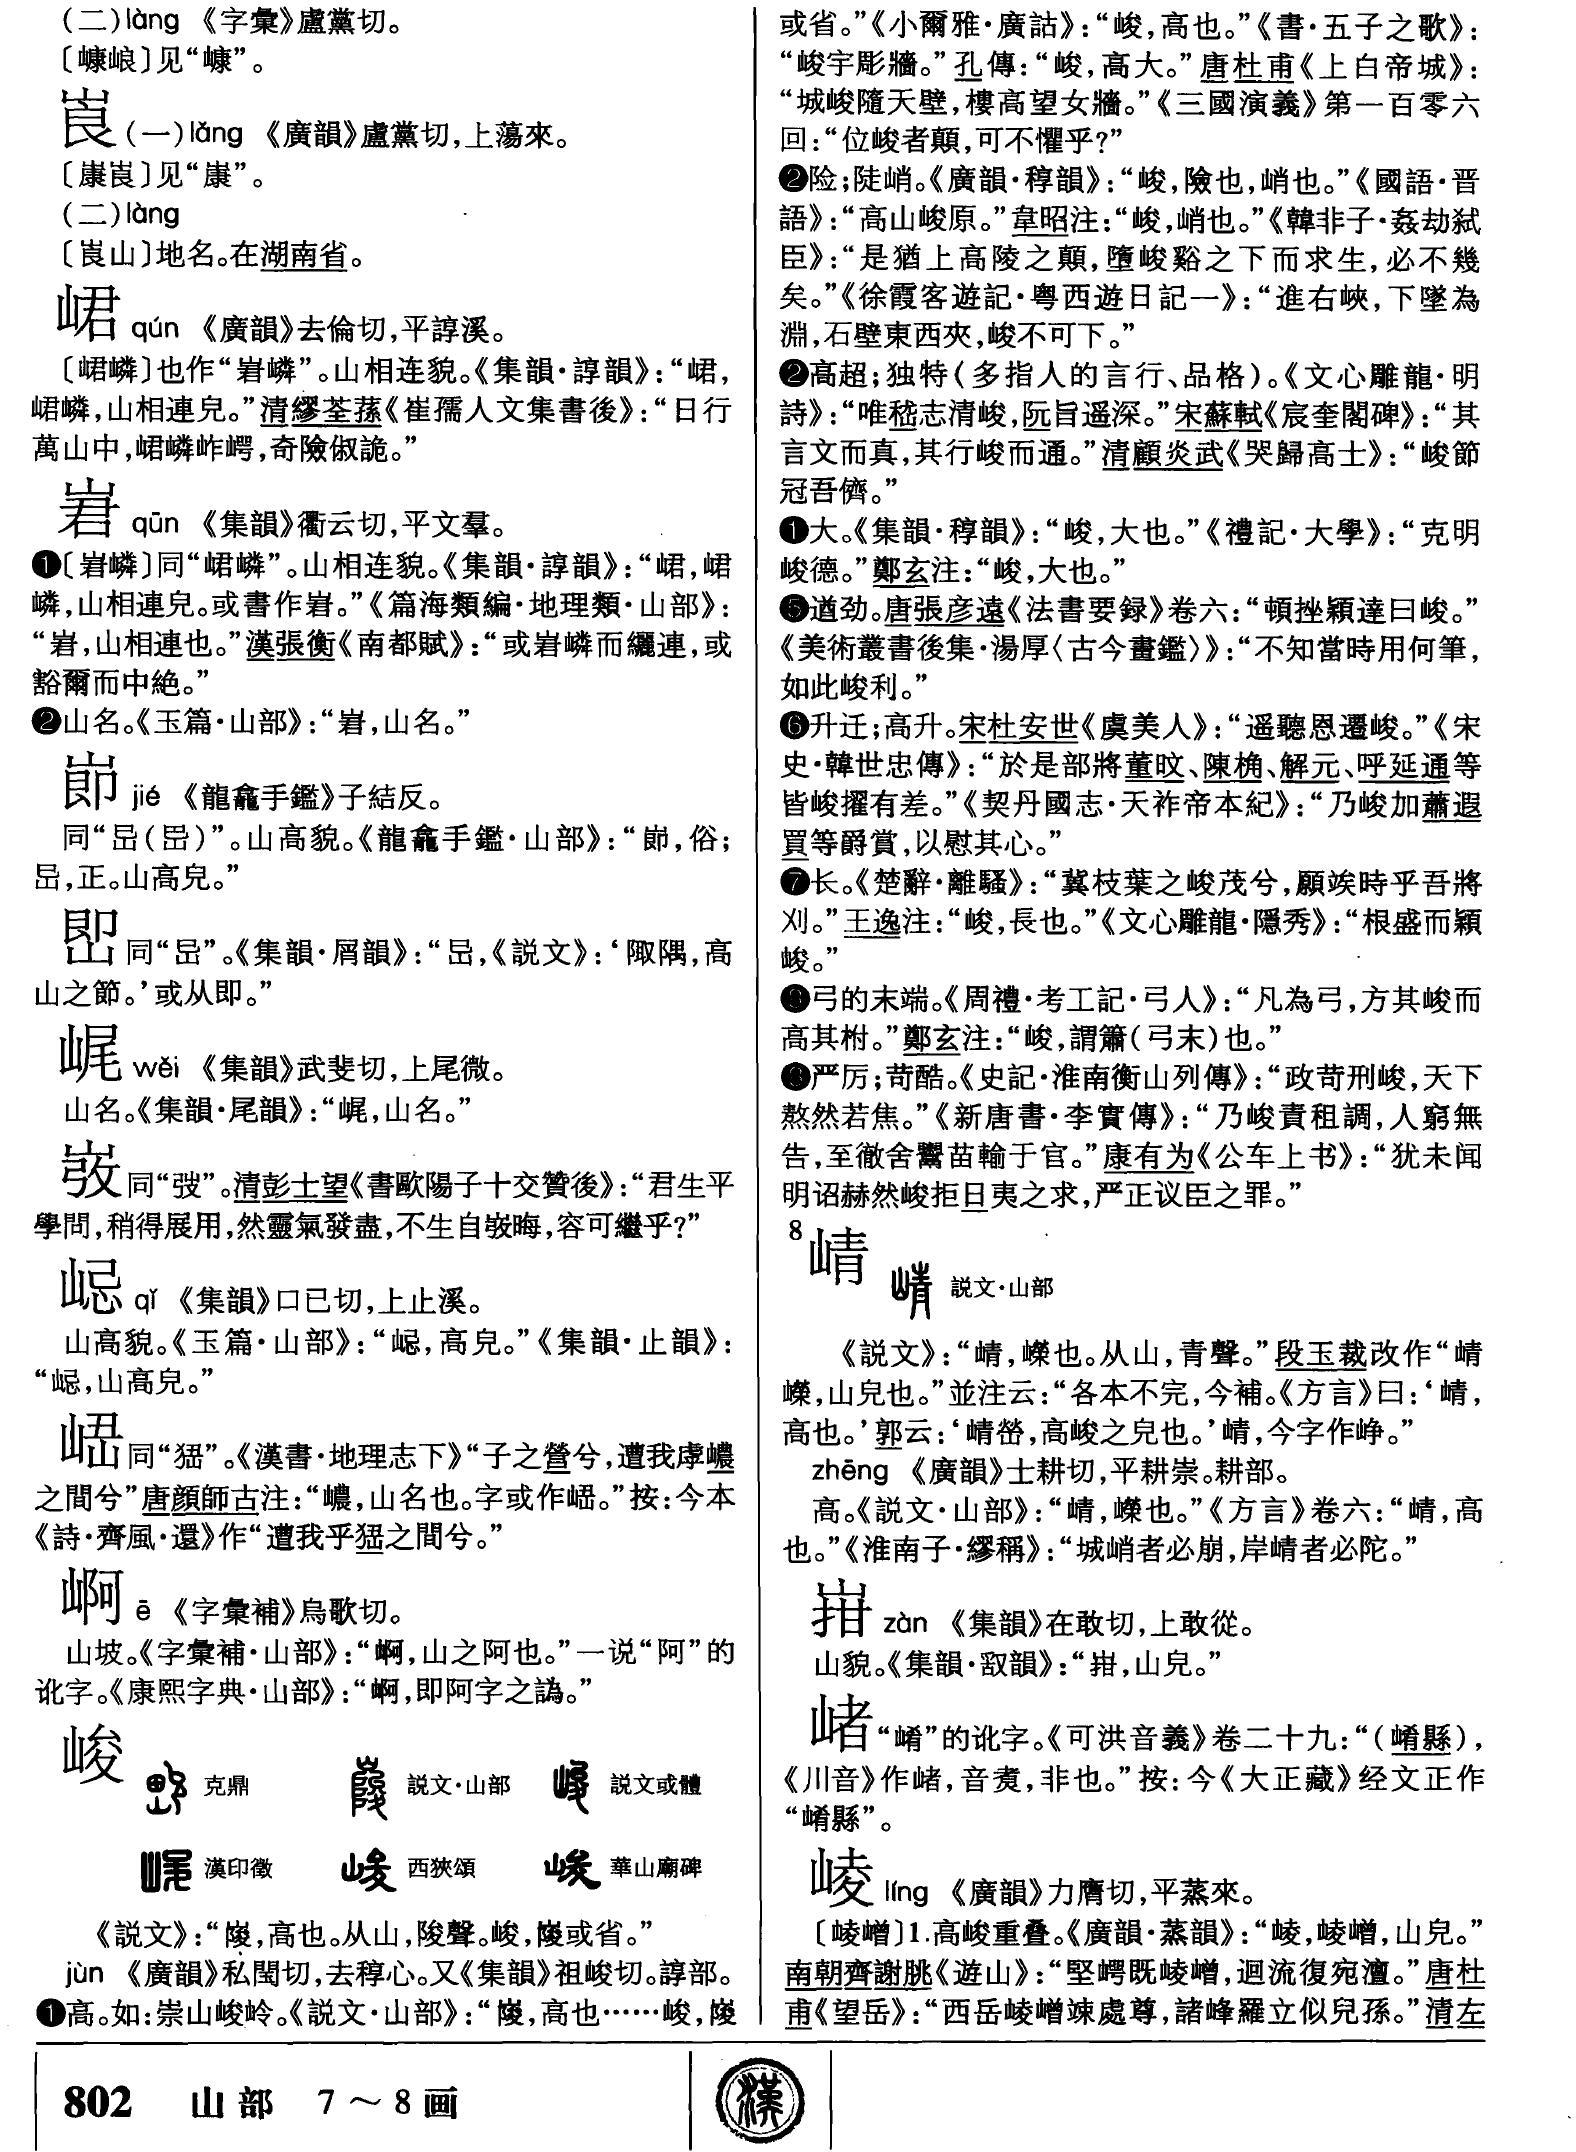 (二)làng 《字彙》盧黨切。
〔嵻㟍〕见“嵻”。
㟍(一)lǎng 《廣韻》盧黨切,上蕩來。
〔㝩㟍〕见“㝩”。
(二)làng
〔㟍山〕地名。在湖南省。
峮 qún 《廣韻》去倫切,平諄溪。
〔峮嶙〕也作“峮嶙”。山相连貌。《集韻·諄韻》:“峮,
峮嶙,山相連皃。”清繆荃蓀《崔孺人文集書後》:“日行
萬山中,峮嶙岞崿,奇險俶詭。”
qūn 《集韻》衢云切,平文羣。
❶〔嶙〕同“峮嶙”。山相连貌。《集韻·諄韻》:“峮,峮
嶙,山相連皃。或書作。”《篇海類編·地理類·山部》:
“,山相連也。”漢張衡《南都賦》:“或嶙而纚連,或
豁爾而中絶。”
❷山名。《玉篇·山部》:“,山名。”
jié 《龍龕手鑑》子結反。
同“岊(岊)”。山高貌。《龍龕手鑑·山部》:“,俗;
岊,正。山高皃。”
同“岊”。《集韻·屑韻》:“岊,《説文》:‘陬隅,高
山之節。’或从即。”
浘 wěi 《集韻》武斐切,上尾微。
山名。《集韻·尾韻》:“,山名。”
同“弢”。清彭士望《書歐陽子十交贊後》:“君生平
學問,稍得展用,然靈氣發盡,不生自晦,容可繼乎?”
qǐ 《集韻》口已切,上止溪。
山高貌。《玉篇·山部》:“,高皃。”《集韻·止韻》:
“,山高皃。”
同“峱”。《漢書·地理志下》“子之營兮,遭我虖嶩
之間兮”唐顔師古注:“嶩,山名也。字或作。”按:今本
《詩·齊風·還》作“遭我乎峱之間兮。”
ē 《字彙補》烏歌切。
山坡。《字彙補·山部》:“,山之阿也。”一说“阿”的
讹字。《康熙字典·山部》:“,即阿字之譌。”
峻 克鼎 説文·山部 説文或體
漢印徵 西狹頌 華山廟碑
《説文》:“嶐,高也。从山,陖聲。峻,或省。”
jùn 《廣韻》私閏切,去稕心。又《集韻》祖峻切。諄部。
❶高。如:崇山峻岭。《説文·山部》:“,高也……峻,
或省。”《小爾雅·廣詁》:“峻,高也。”《書·五子之歌》:
“峻宇彫牆。”孔傳:“峻,高大。”唐杜甫《上白帝城》:
“城峻隨天壁,樓高望女牆。”《三國演義》第一百零六
回:“位峻者顛,可不懼乎?”
❷险;陡峭。《廣韻·稕韻》:“峻,險也,峭也。”《國語·晋
語》:“高山峻原。”韋昭注:“峻,峭也。”《韓非子·姦劫弑
臣》:“是猶上高陵之顛,墮峻谿之下而求生,必不幾
矣。”《徐霞客遊記·粤西遊日記一》:“進右峽,下墜為
淵,石壁東西夾,峻不可下。”
❷高超;独特(多指人的言行、品格)。《文心雕龍·明
詩》:“唯嵇志清峻,阮旨遥深。”宋蘇軾《宸奎閣碑》:“其
言文而真,其行峻而通。”清顧炎武《哭歸高士》:“峻節
冠吾儕。”
❶大。《集韻·稕韻》:“峻,大也。”《禮記·大學》:“克明
峻德。”鄭玄注:“峻,大也。”
❺遒劲。唐張彦遠《法書要録》卷六:“頓挫穎達曰峻。”
《美術叢書後集·湯厚〈古今畫鑑〉》:“不知當時用何筆,
如此峻利。”
❻升迁;高升。宋杜安世《虞美人》:“遥聽恩遷峻。”《宋
史·韓世忠傳》:“於是部將董旼、陳桷、解元、呼延通等
皆峻擢有差。”《契丹國志·天祚帝本紀》:“乃峻加蕭遐
買等爵賞,以慰其心。”
❼长。《楚辭·離騷》:“冀枝葉之峻茂兮,願竢時乎吾將
刈。”王逸注:“峻,長也。”《文心雕龍·隱秀》:“根盛而穎
峻。”
❽弓的末端。《周禮·考工記·弓人》:“凡為弓,方其峻而
高其柎。”鄭玄注:“峻,謂簫(弓末)也。”
❸严厉;苛酷。《史記·淮南衡山列傳》:“政苛刑峻,天下
熬然若焦。”《新唐書·李實傳》:“乃峻責租調,人窮無
告,至徹舍鬻苗輸于官。”康有为《公车上书》:“犹未闻
明诏赫然峻拒日夷之求,严正议臣之罪。”
8
崝 説文·山部
《説文》:“崝,嶸也。从山,青聲。”段玉裁改作“崝
嶸,山皃也。”並注云:“各本不完,今補。《方言》曰:‘崝,
高也。’郭云:‘崝嶜,高峻之皃也。’崝,今字作峥。”
zhēng 《廣韻》士耕切,平耕崇。耕部。
高。《説文·山部》:“崝,嶸也。”《方言》卷六:“崝,高
也。”《淮南子·繆稱》:“城峭者必崩,岸崝者必陀。”
zàn 《集韻》在敢切,上敢從。
山貌。《集韻·㪉韻》:“,山皃。”
“崤”的讹字。《可洪音義》卷二十九:“(崤縣),
《川音》作,音煑,非也。”按:今《大正藏》经文正作
“崤縣”。
崚 líng 《廣韻》力膺切,平蒸來。
〔崚嶒〕1.高峻重叠。《廣韻·蒸韻》:“崚,崚嶒,山皃。”
南朝齊謝朓《遊山》:“堅崿既崚嶒,迴流復宛澶。”唐杜
甫《望岳》:“西岳崚嶒竦處尊,諸峰羅立似兒孫。”清左
802 山部 7～8画
漢